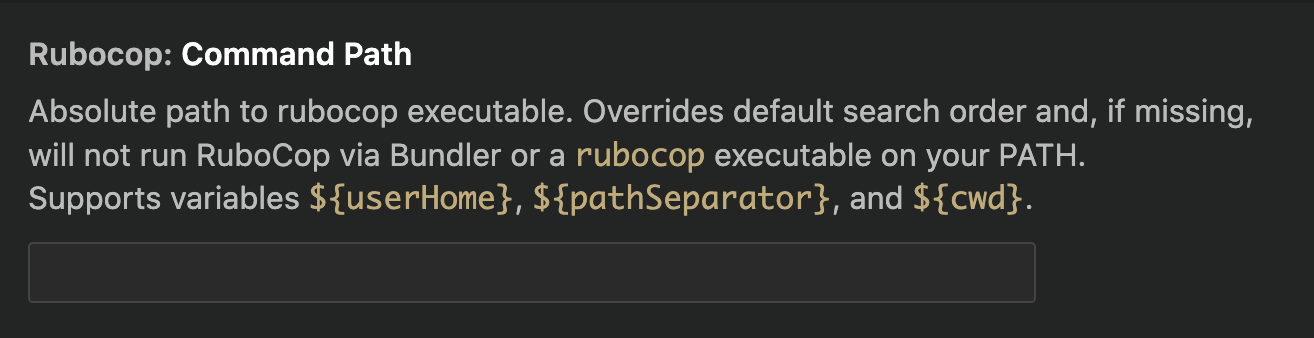 Rubocop: Command Path
Absolute path to rubocop executable. Overrides default search order and, if missing,
will not run RuboCop via Bundler or a rubocop executable on your PATH.
Supports variables ${userHome}, ${pathSeparator}, and ${cwd}.